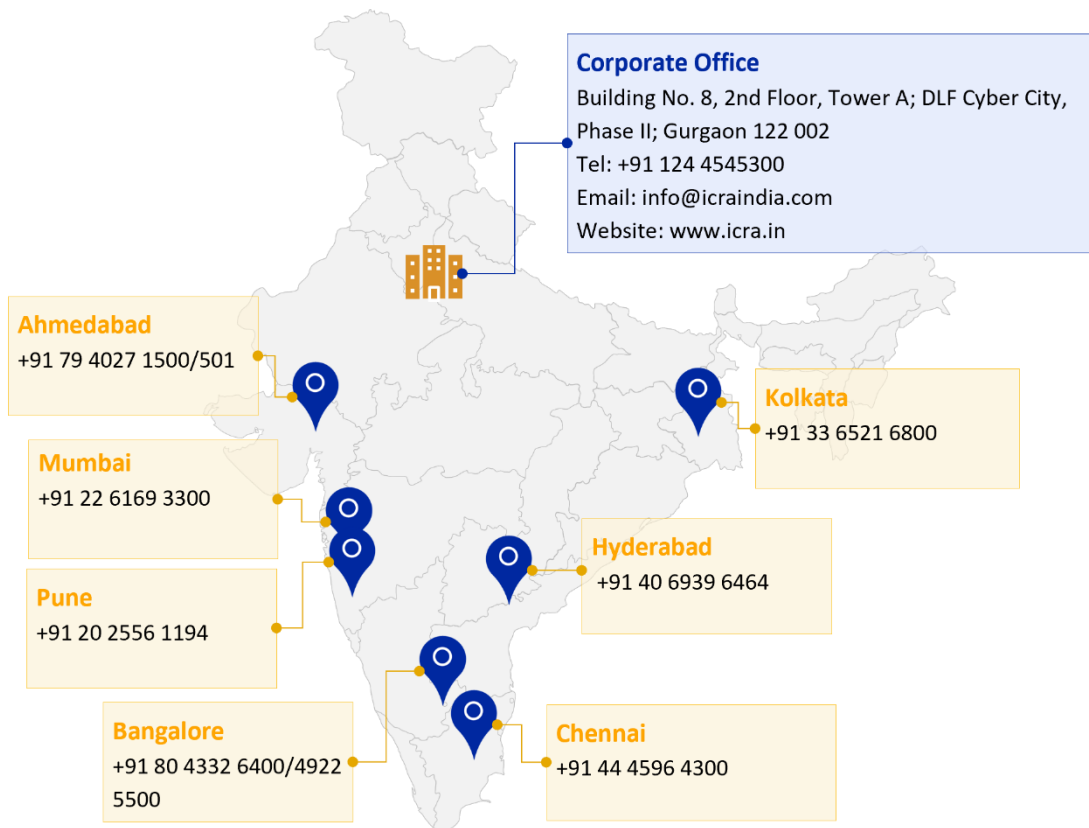 Corporate Office
Building No. 8, 2nd Floor, Tower A; DLF Cyber City,
Phase II; Gurgaon 122 002
Tel: +91 124 4545300
Email: info@icraindia.com
Website: www.icra.in
Ahmedabad
+91 79 4027 1500/501
Kolkata
+91 33 6521 6800
Mumbai
+91 22 6169 3300
Hyderabad
+91 40 6939 6464
Pune
+91 20 2556 1194
Bangalore
+91 80 4332 6400/4922
5500
Chennai
+91 44 4596 4300